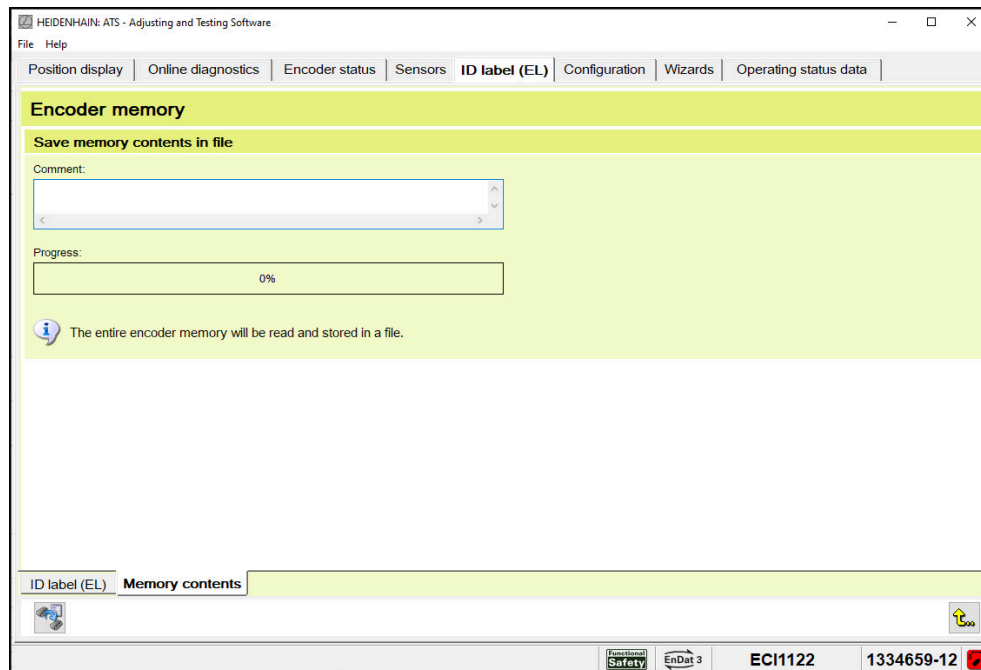 HEIDENHAIN: ATS - Adjusting and Testing Software
File Help
Position display Online diagnostics Encoder status Sensors ID label (EL) Configuration Wizards Operating status data
Encoder memory
Save memory contents in file
Comment:
Progress:
0%
The entire encoder memory will be read and stored in a file.
ID label (EL) Memory contents
Functional Safety EnDat 3 ECI1122 1334659-12